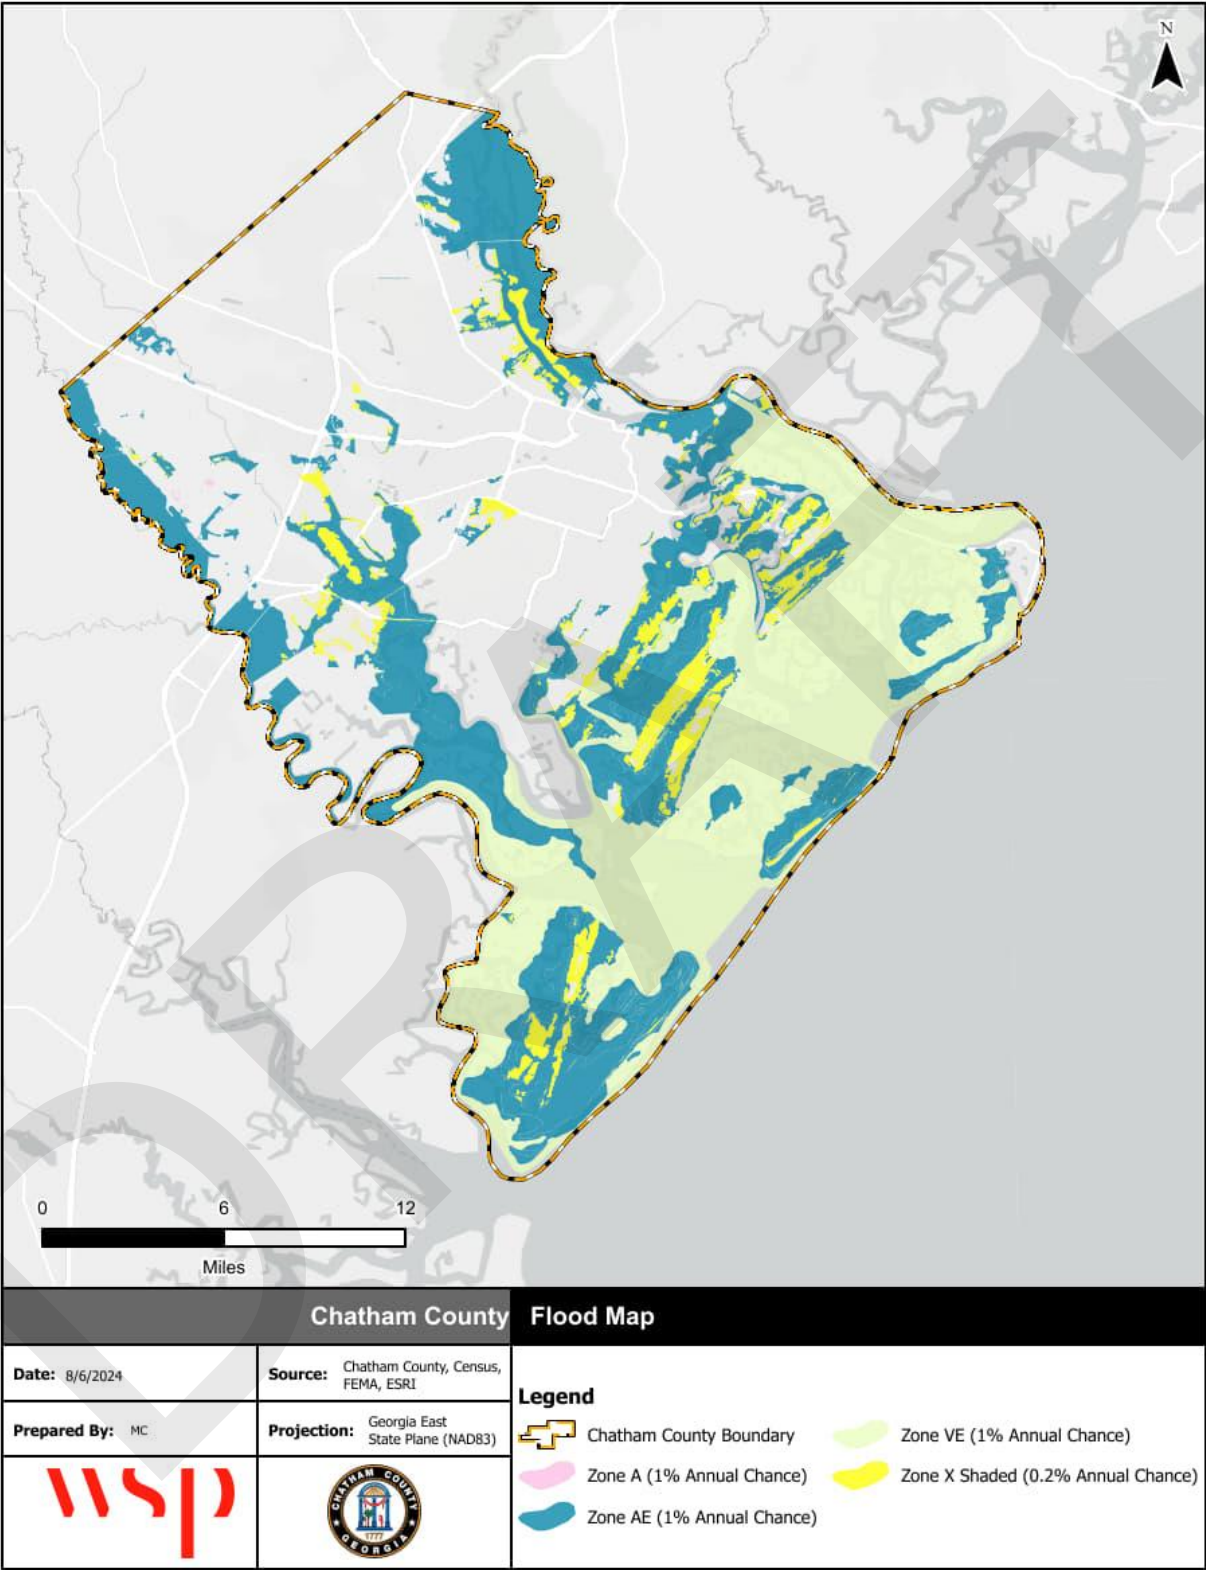 N
DRAFT
0 6 12
Miles
Chatham County Flood Map
Date: 8/6/2024
Source: Chatham County, Census,
FEMA, ESRI
Prepared By: MC
Projection: Georgia East
State Plane (NAD83)
wsp
CHATHAM COUNTY
1777
GEORGIA
Legend
Chatham County Boundary
Zone A (1% Annual Chance)
Zone AE (1% Annual Chance)
Zone VE (1% Annual Chance)
Zone X Shaded (0.2% Annual Chance)